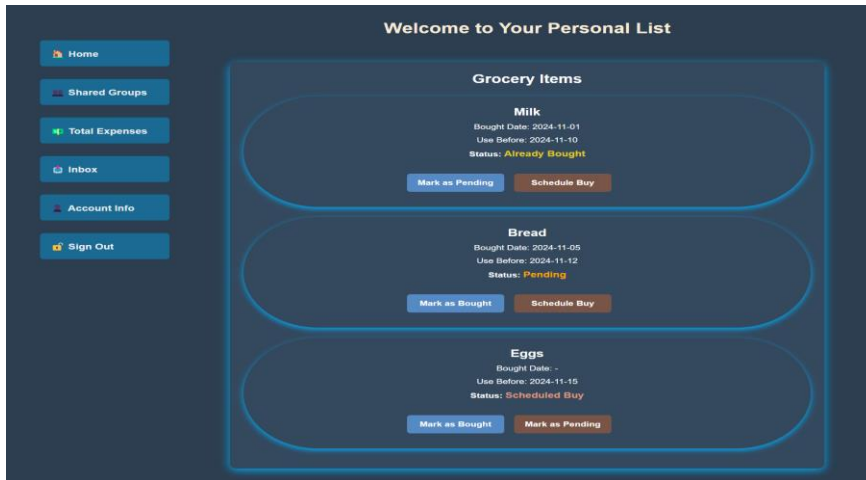 Welcome to Your Personal List
Home
Shared Groups
Total Expenses
Inbox
Account Info
Sign Out
Grocery Items
Milk
Bought Date: 2024-11-01
Use Before: 2024-11-10
Status: Already Bought
Mark as Pending Schedule Buy
Bread
Bought Date: 2024-11-05
Use Before: 2024-11-12
Status: Pending
Mark as Bought Schedule Buy
Eggs
Bought Date: -
Use Before: 2024-11-15
Status: Scheduled Buy
Mark as Bought Mark as Pending